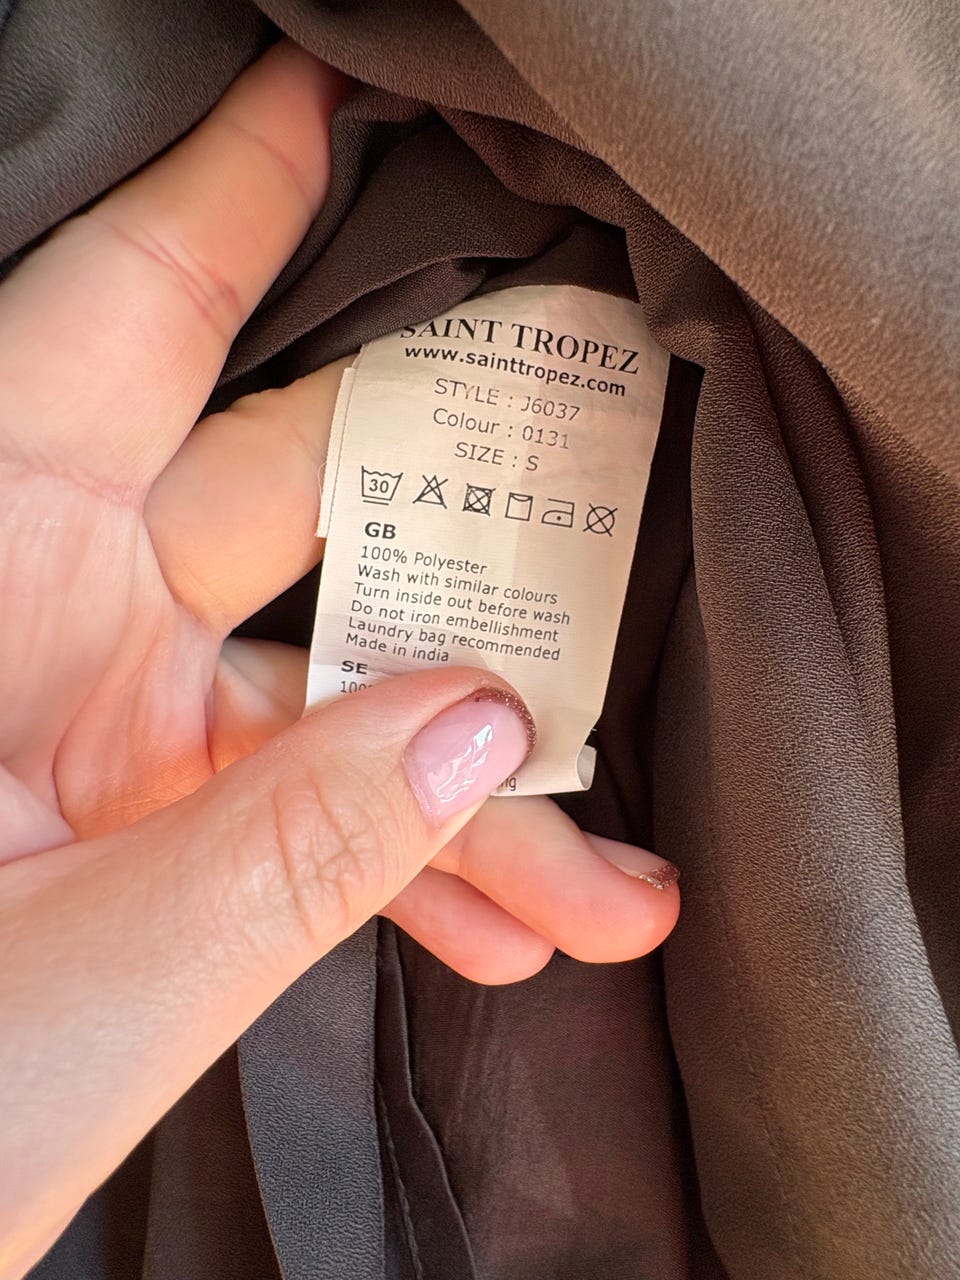 SAINT TROPEZ
www.sainttropez.com
STYLE : J6037
Colour : 0131
SIZE : S
30
GB
100% Polyester
Wash with similar colours
Turn inside out before wash
Do not iron embellishment
Laundry bag recommended
Made in india
SE